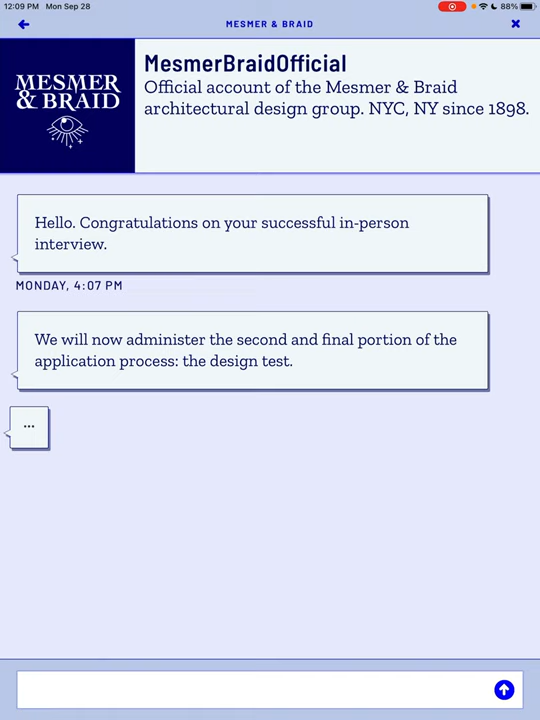 12:09 PM Mon Sep 28
88%
MESMER & BRAID
MESMER
& BRAID
MesmerBraidOfficial
Official account of the Mesmer & Braid
architectural design group. NYC, NY since 1898.
Hello. Congratulations on your successful in-person
interview.
MONDAY, 4:07 PM
We will now administer the second and final portion of the
application process: the design test.
...